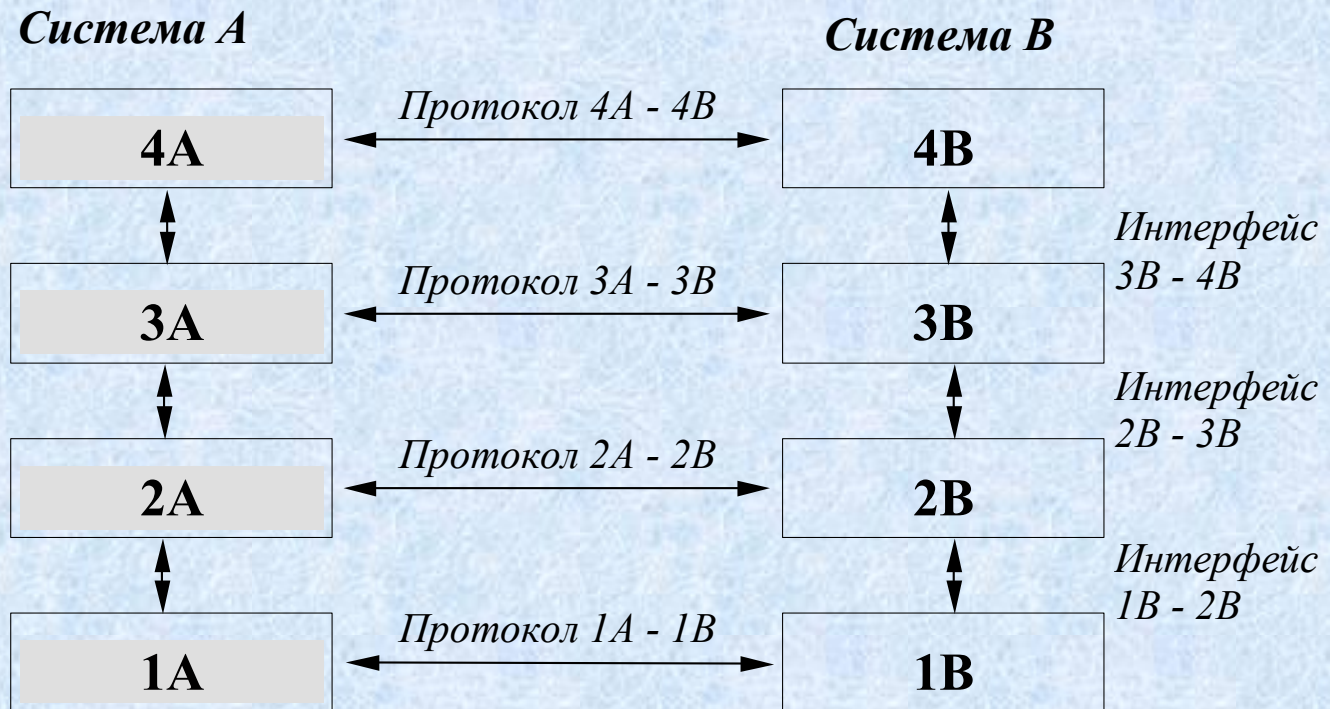 Система А
Система В
Протокол 4А - 4В
4А
4В
Интерфейс
3В - 4В
Протокол 3А - 3В
3А
3В
Интерфейс
2В - 3В
Протокол 2А - 2В
2А
2В
Интерфейс
1В - 2В
Протокол 1А - 1В
1А
1В